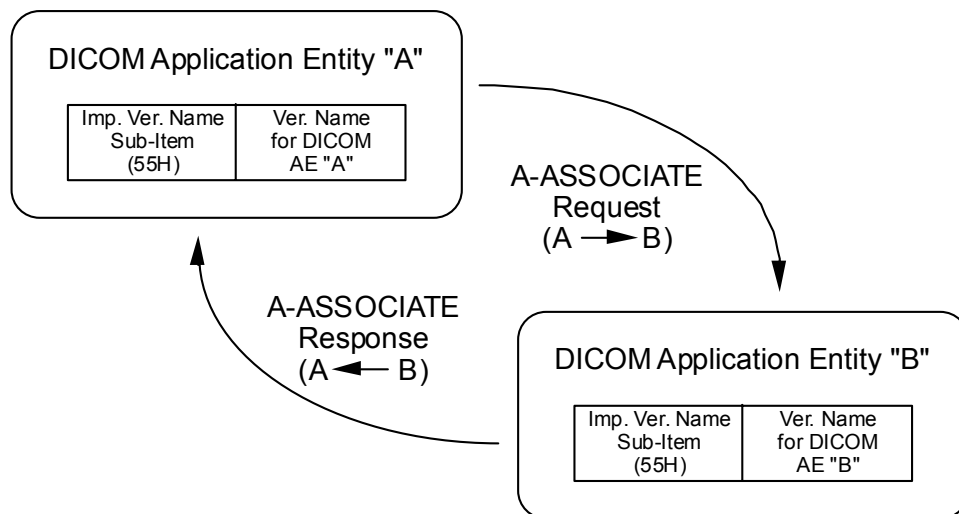 DICOM Application Entity "A"
Imp. Ver. Name
Sub-Item
(55H)
Ver. Name
for DICOM
AE "A"
A-ASSOCIATE
Request
(A → B)
A-ASSOCIATE
Response
(A ← B)
DICOM Application Entity "B"
Imp. Ver. Name
Sub-Item
(55H)
Ver. Name
for DICOM
AE "B"